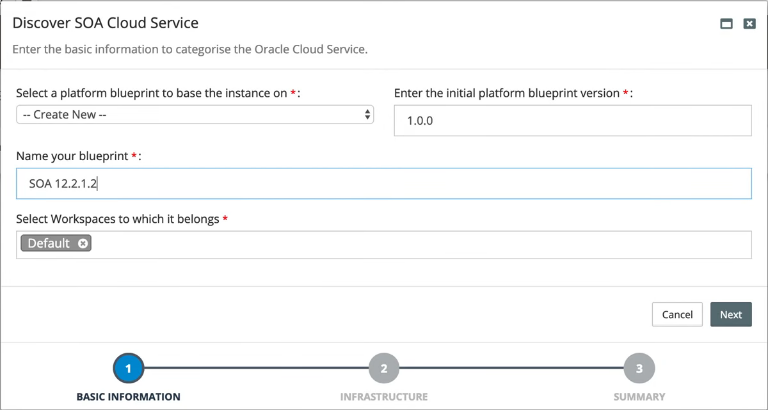 Discover SOA Cloud Service
Enter the basic information to categorise the Oracle Cloud Service.
Select a platform blueprint to base the instance on *:
Enter the initial platform blueprint version *:
-- Create New --
1.0.0
Name your blueprint *:
SOA 12.2.1.2
Select Workspaces to which it belongs *
Default
Cancel
Next
1
2
3
BASIC INFORMATION
INFRASTRUCTURE
SUMMARY